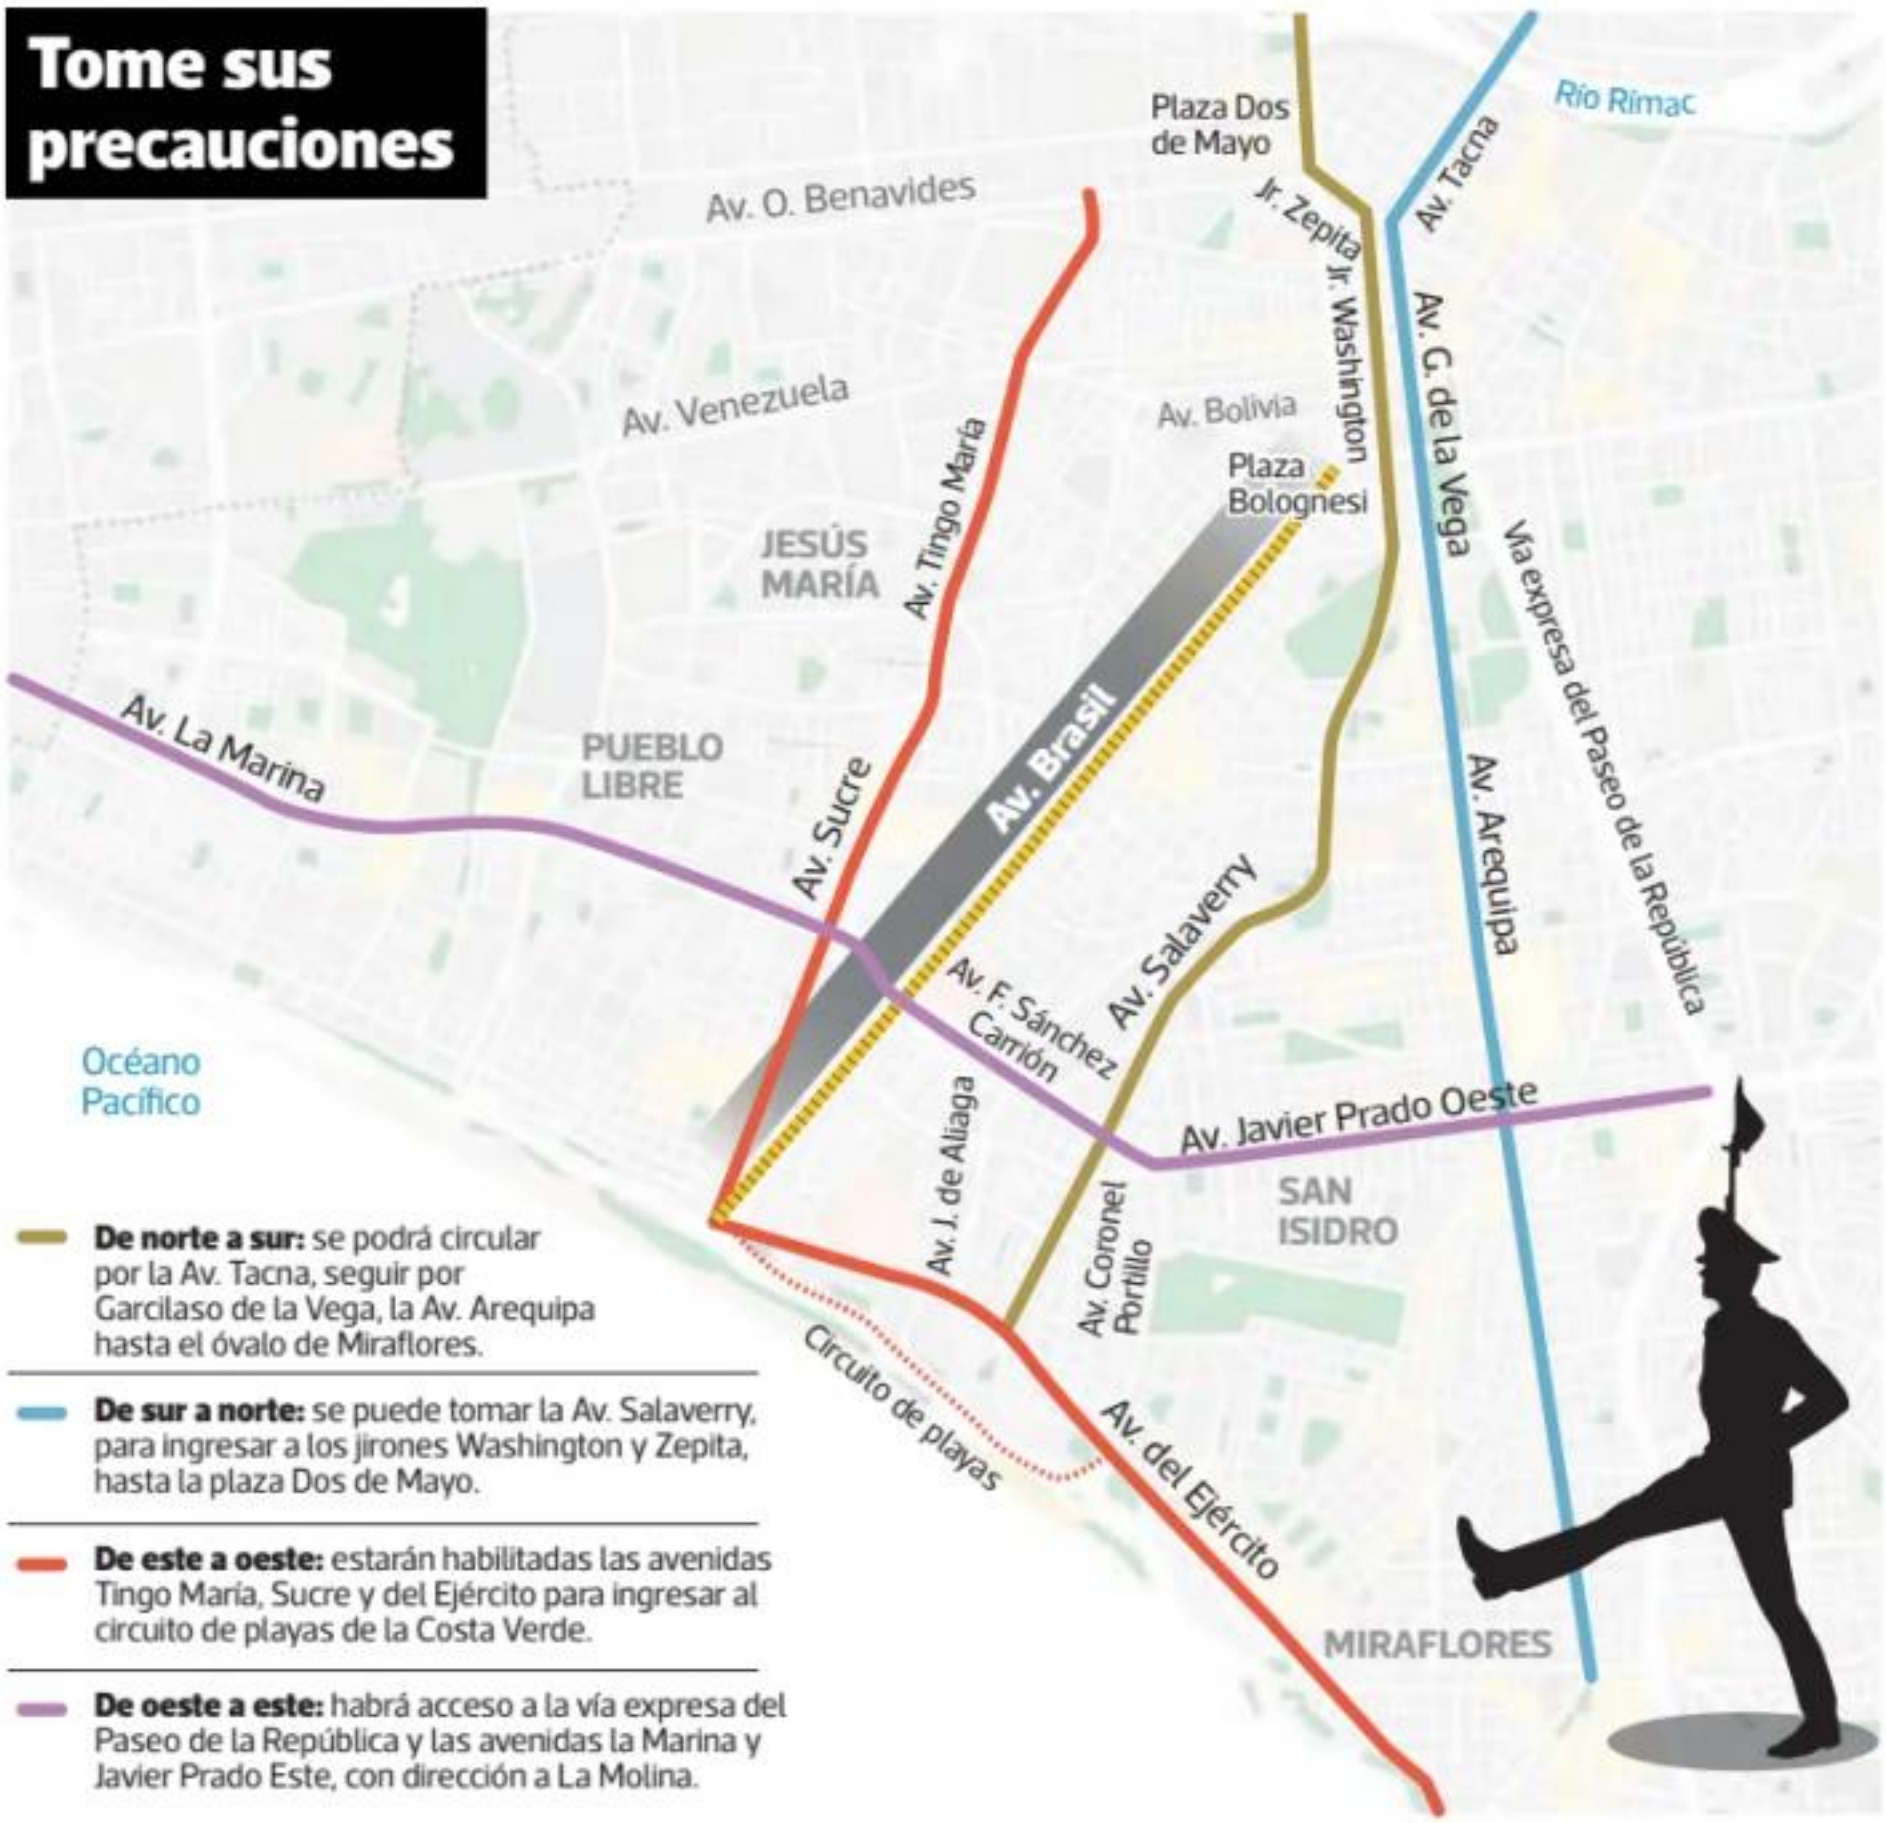 Tome sus
precauciones
Río Rímac
Plaza Dos
de Mayo
Av. Tacna
Av. O. Benavides
Jr. Zepita
Jr. Washington
Av. G. de la Vega
Av. Venezuela
Av. Bolivia
Av. Tingo María
Plaza
Bolognesi
JESÚS
MARÍA
Vía expresa del Paseo de la República
Av. La Marina
PUEBLO
LIBRE
Av. Brasil
Av. Sucre
Av. Arequipa
Av. Salaverry
Av. F. Sánchez
Carrión
Océano
Pacífico
Av. J. de Aliaga
Av. Javier Prado Oeste
SAN
ISIDRO
Av. Coronel
Portillo
Circuito de playas
Av. del Ejército
MIRAFLORES
De norte a sur: se podrá circular
por la Av. Tacna, seguir por
Garcilaso de la Vega, la Av. Arequipa
hasta el óvalo de Miraflores.
De sur a norte: se puede tomar la Av. Salaverry,
para ingresar a los jirones Washington y Zepita,
hasta la plaza Dos de Mayo.
De este a oeste: estarán habilitadas las avenidas
Tingo María, Sucre y del Ejército para ingresar al
circuito de playas de la Costa Verde.
De oeste a este: habrá acceso a la vía expresa del
Paseo de la República y las avenidas la Marina y
Javier Prado Este, con dirección a La Molina.